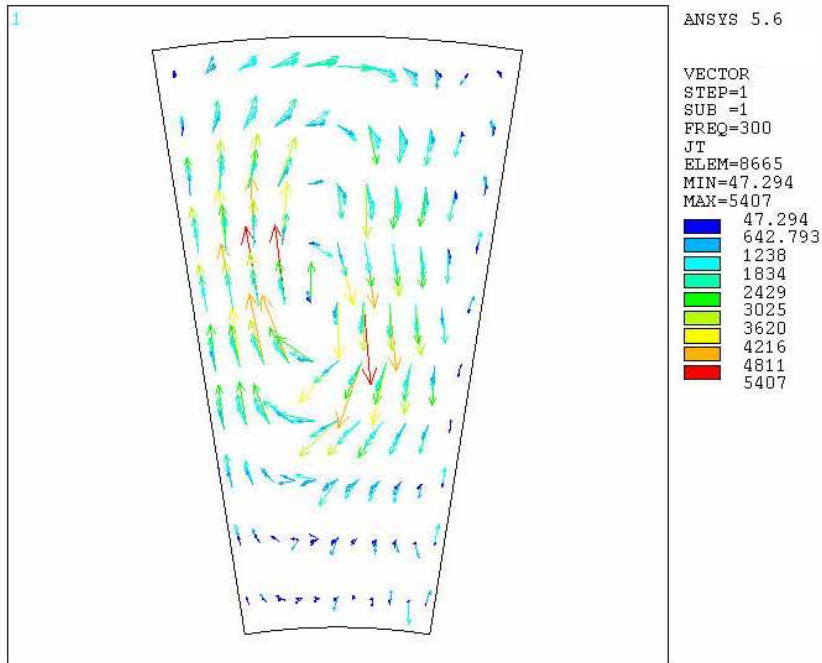 1
ANSYS 5.6
VECTOR
STEP=1
SUB =1
FREQ=300
JT
ELEM=8665
MIN=47.294
MAX=5407
47.294
642.793
1238
1834
2429
3025
3620
4216
4811
5407